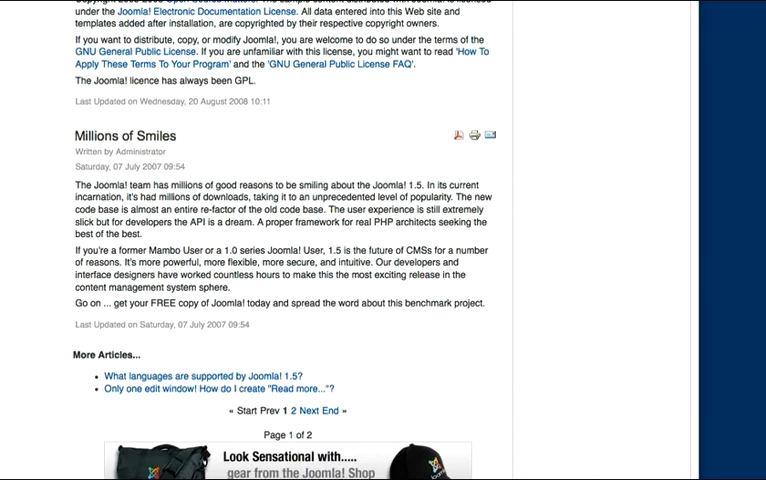 under the Joomla! Electronic Documentation License. All data entered into this Web site and
templates added after installation, are copyrighted by their respective copyright owners.
If you want to distribute, copy, or modify Joomla!, you are welcome to do so under the terms of the
GNU General Public License. If you are unfamiliar with this license, you might want to read 'How To
Apply These Terms To Your Program' and the 'GNU General Public License FAQ'.
The Joomla! licence has always been GPL.
Last Updated on Wednesday, 20 August 2008 10:11
Millions of Smiles
Written by Administrator
Saturday, 07 July 2007 09:54
The Joomla! team has millions of good reasons to be smiling about the Joomla! 1.5. In its current
incarnation, it's had millions of downloads, taking it to an unprecedented level of popularity. The new
code base is almost an entire re-factor of the old code base. The user experience is still extremely
slick but for developers the API is a dream. A proper framework for real PHP architects seeking the
best of the best.
If you're a former Mambo User or a 1.0 series Joomla! User, 1.5 is the future of CMSs for a number
of reasons. It's more powerful, more flexible, more secure, and intuitive. Our developers and
interface designers have worked countless hours to make this the most exciting release in the
content management system sphere.
Go on ... get your FREE copy of Joomla! today and spread the word about this benchmark project.
Last Updated on Saturday, 07 July 2007 09:54
More Articles...
• What languages are supported by Joomla! 1.5?
• Only one edit window! How do I create "Read more..."?
« Start Prev 1 2 Next End »
Page 1 of 2
Look Sensational with.....
gear from the Joomla! Shop